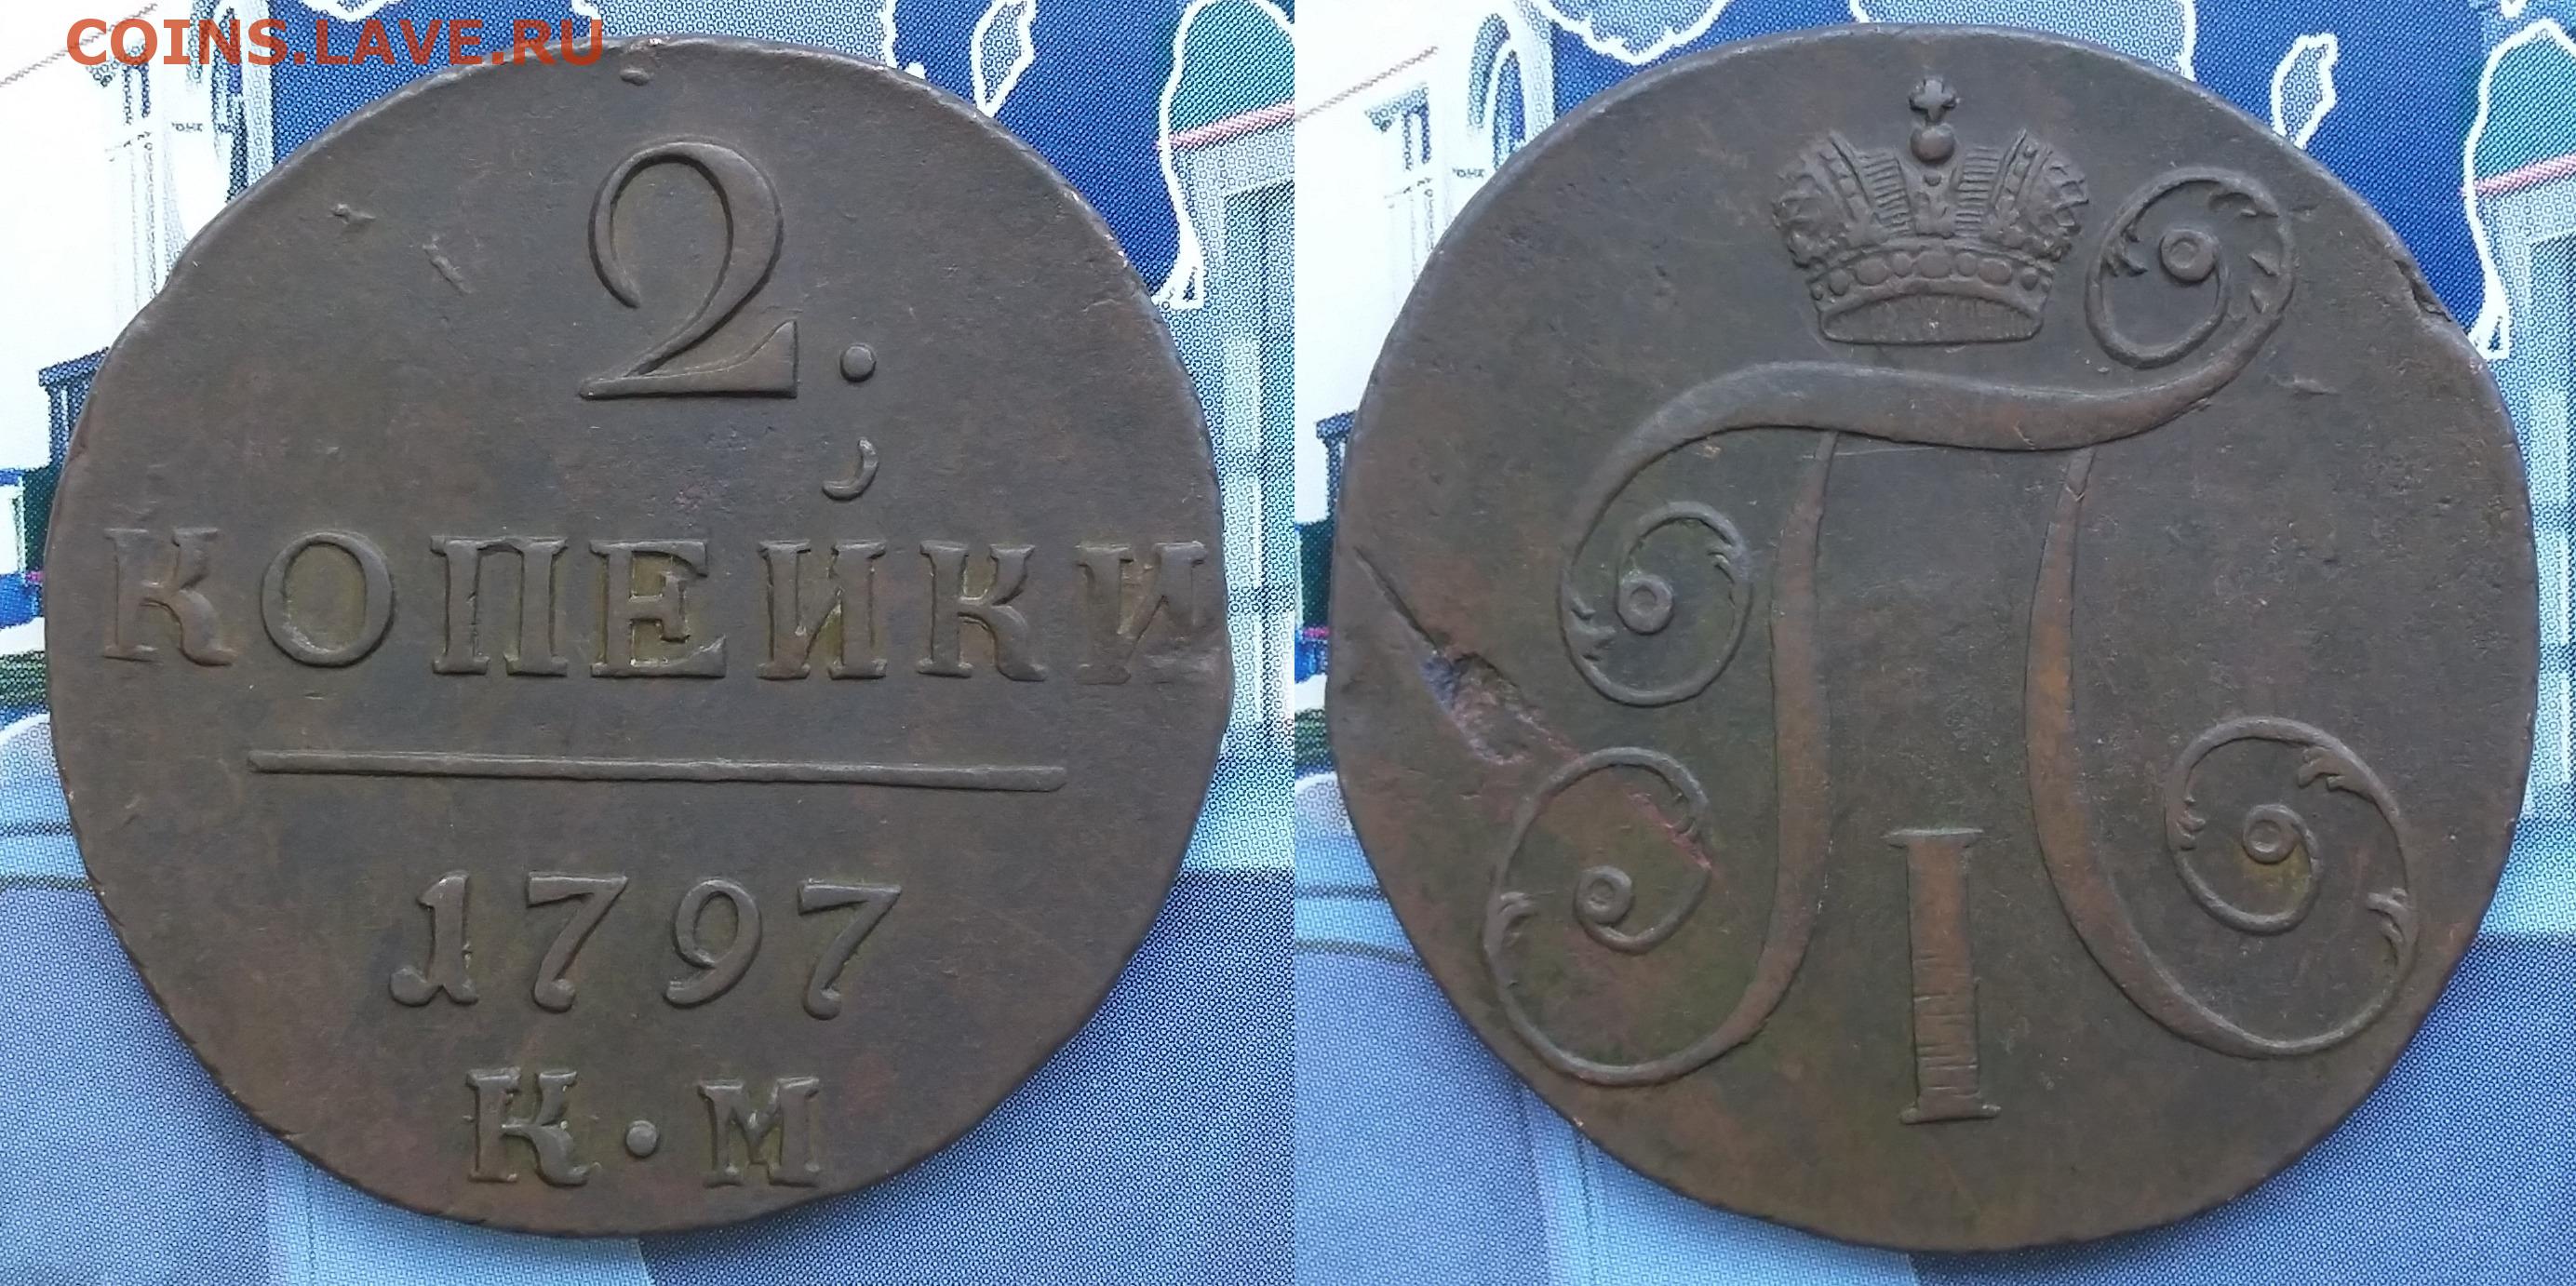 COINS.LAVE.RU
2.
КОПЕЙКИ
1797
К·М
П
I